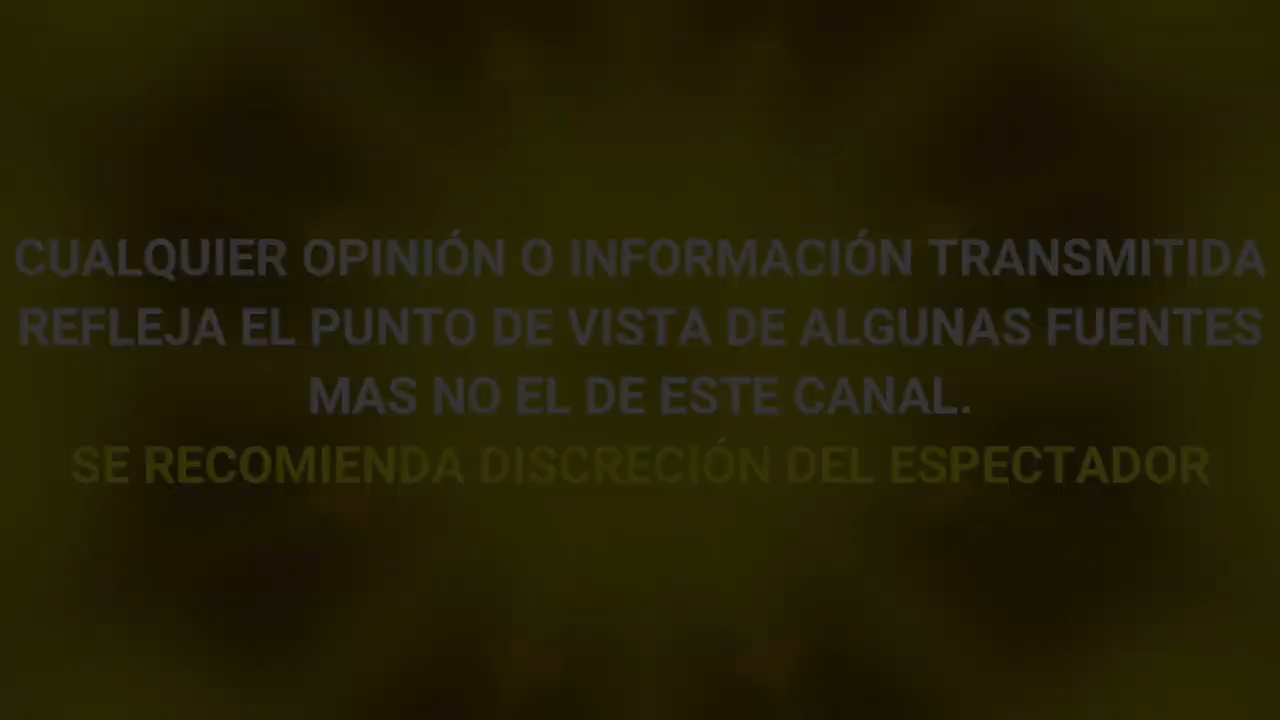 CUALQUIER OPINIÓN O INFORMACIÓN TRANSMITIDA
REFLEJA EL PUNTO DE VISTA DE ALGUNAS FUENTES
MAS NO EL DE ESTE CANAL.
SE RECOMIENDA DISCRECIÓN DEL ESPECTADOR